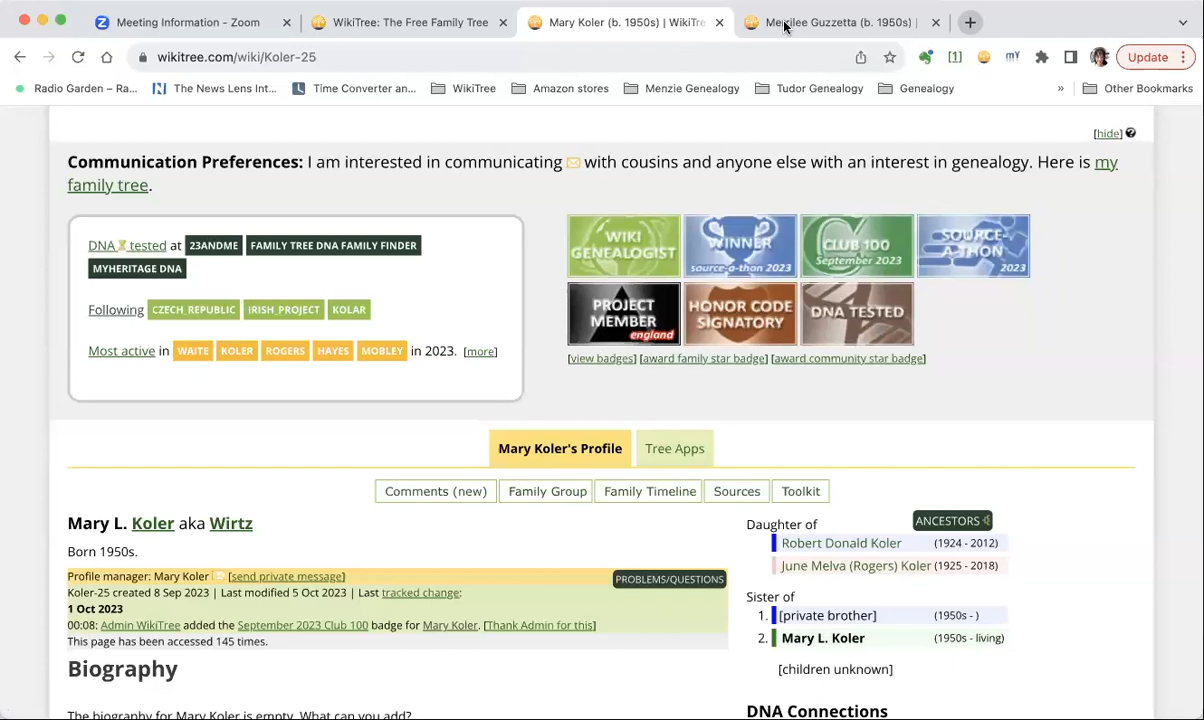 Meeting Information - Zoom
WikiTree: The Free Family Tree
Mary Koler (b. 1950s) | WikiTre
Merrilee Guzzetta (b. 1950s) |
wikitree.com/wiki/Koler-25
[1]
mY
Update
Radio Garden – Ra...
The News Lens Int...
Time Converter an...
WikiTree
Amazon stores
Menzie Genealogy
Tudor Genealogy
Genealogy
»
Other Bookmarks
[hide] ?
Communication Preferences: I am interested in communicating with cousins and anyone else with an interest in genealogy. Here is my
family tree.
DNA tested at 23ANDME FAMILY TREE DNA FAMILY FINDER
MYHERITAGE DNA
Following CZECH_REPUBLIC IRISH_PROJECT KOLAR
Most active in WAITE KOLER ROGERS HAYES MOBLEY in 2023. [more]
WIKI
GENEALOGIST
WINNER
source-a-thon 2023
CLUB 100
September 2023
SOURCE-
A-THON
2023
PROJECT
MEMBER
england
HONOR CODE
SIGNATORY
DNA TESTED
[view badges] [award family star badge] [award community star badge]
Mary Koler's Profile
Tree Apps
Comments (new)
Family Group
Family Timeline
Sources
Toolkit
Mary L. Koler aka Wirtz
Born 1950s.
Profile manager: Mary Koler [send private message]
PROBLEMS/QUESTIONS
Koler-25 created 8 Sep 2023 | Last modified 5 Oct 2023 | Last tracked change:
1 Oct 2023
00:08: Admin WikiTree added the September 2023 Club 100 badge for Mary Koler. [Thank Admin for this]
This page has been accessed 145 times.
Biography
The biography for Mary Koler is empty. What can you add?
ANCESTORS
Daughter of
Robert Donald Koler (1924 - 2012)
June Melva (Rogers) Koler (1925 - 2018)
Sister of
1. [private brother] (1950s - )
2. Mary L. Koler (1950s - living)
[children unknown]
DNA Connections